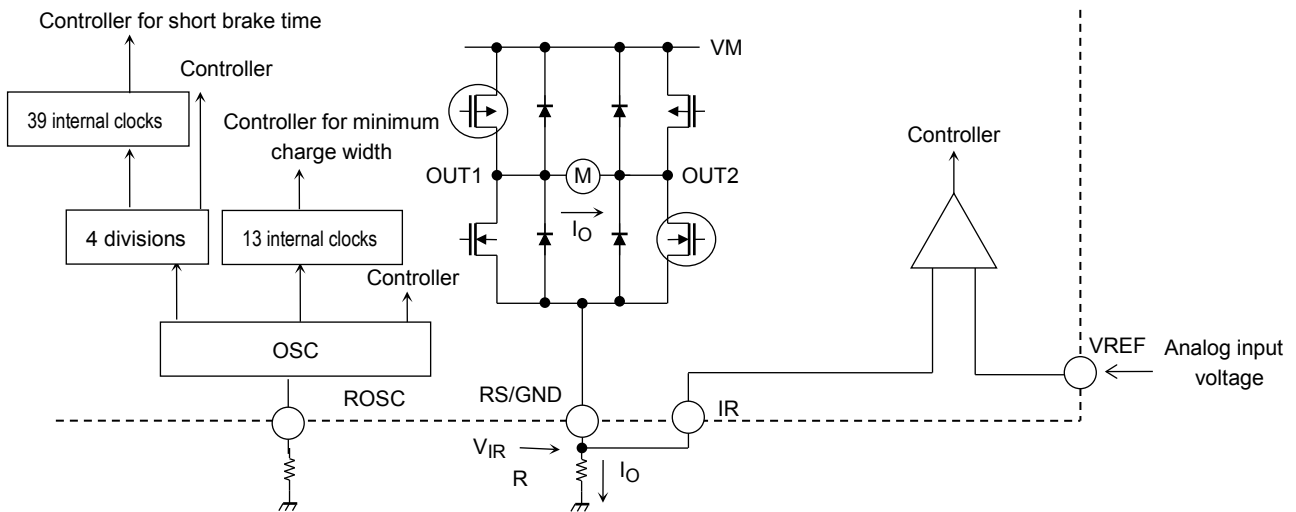 Controller for short brake time
Controller
39 internal clocks
Controller for minimum
charge width
4 divisions
13 internal clocks
Controller
OSC
ROSC
VM
OUT1
M
OUT2
IO
RS/GND
IR
VIR
R
IO
Controller
VREF
Analog input
voltage